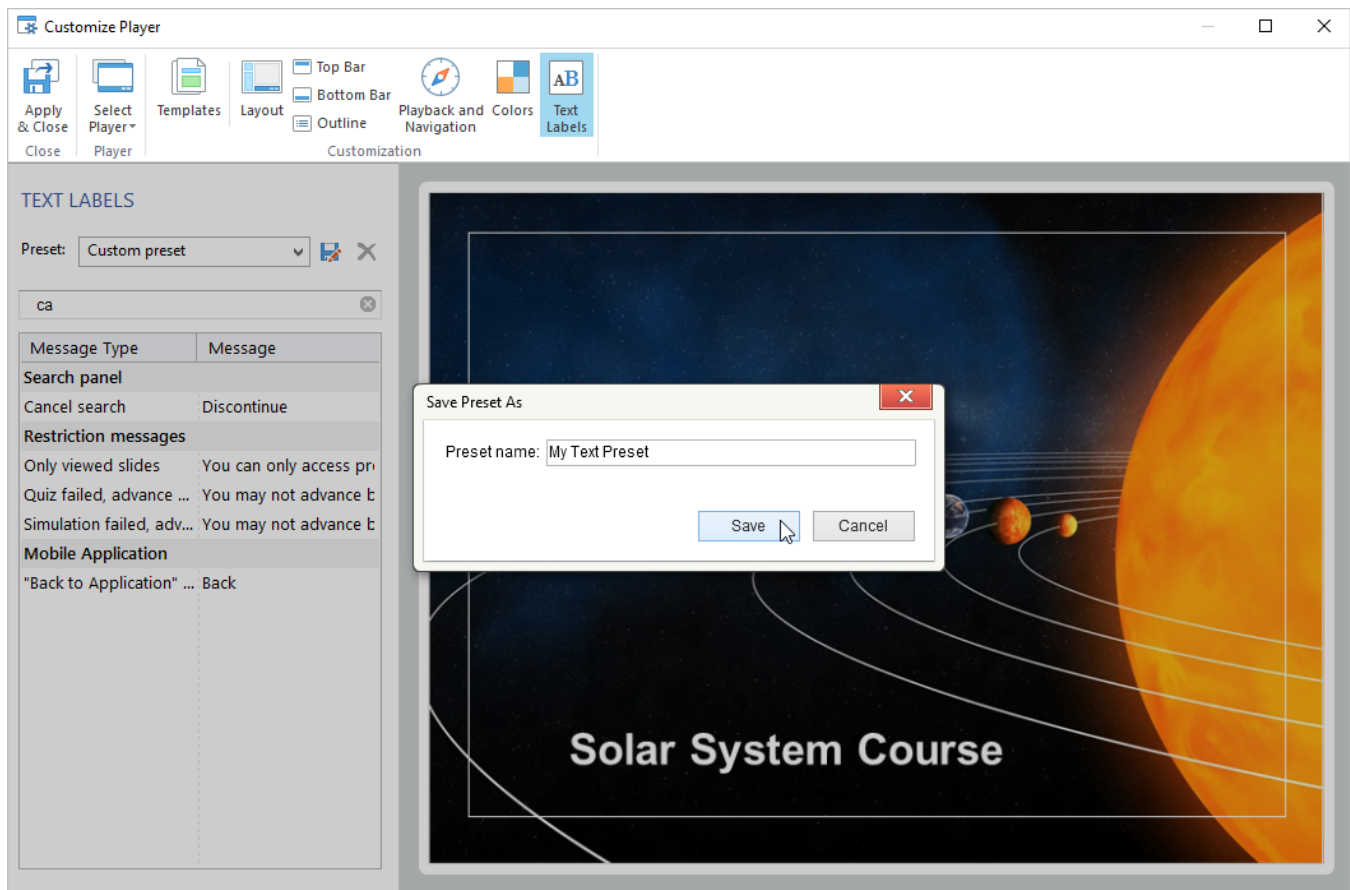 Customize Player
Apply & Close
Select Player
Templates
Layout
Top Bar
Bottom Bar
Outline
Playback and Navigation
Colors
AB
Text Labels
Close
Player
Customization
TEXT LABELS
Preset: Custom preset
ca
Message Type Message
Search panel
Cancel search Discontinue
Restriction messages
Only viewed slides You can only access pr
Quiz failed, advance ... You may not advance b
Simulation failed, adv... You may not advance b
Mobile Application
"Back to Application" ... Back
Save Preset As
Preset name: My Text Preset
Save Cancel
Solar System Course